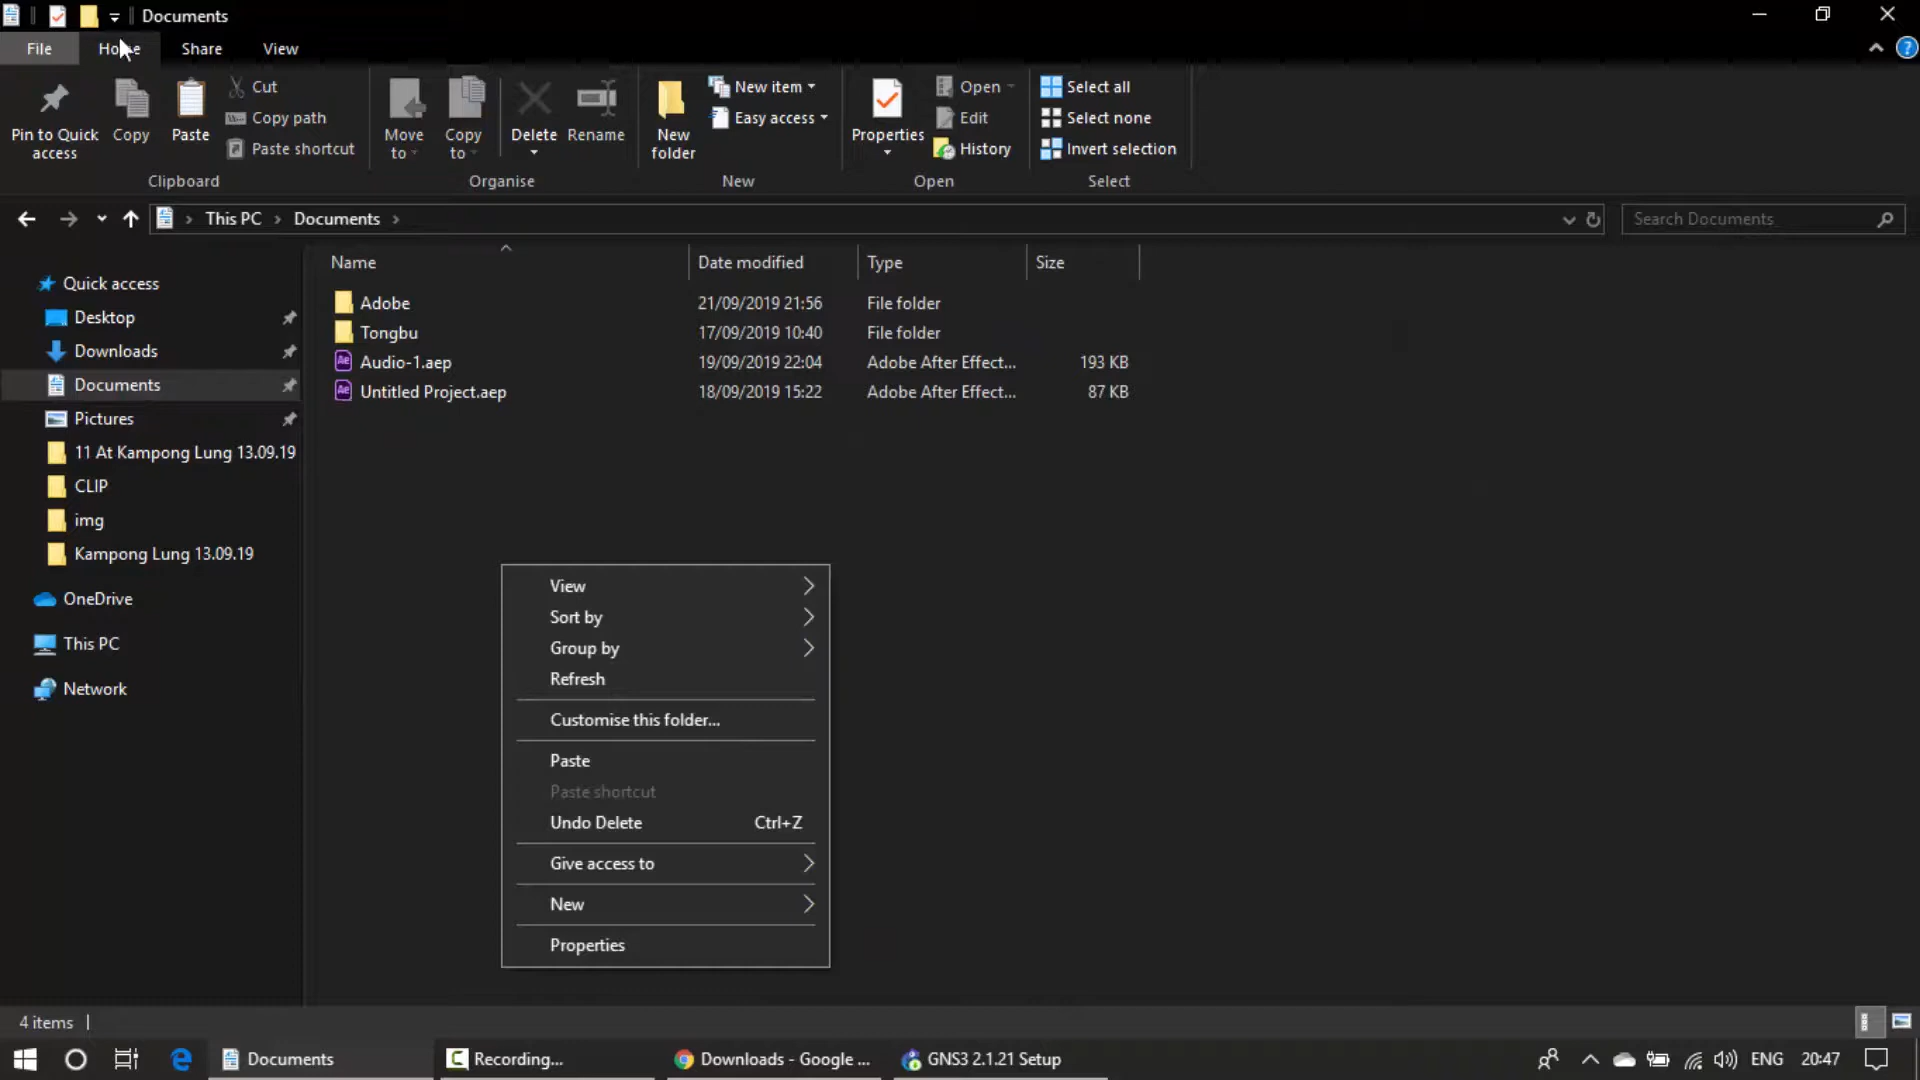 Documents
File Home Share View
Pin to Quick access
Copy
Paste
Cut
Copy path
Paste shortcut
Clipboard
Move to
Copy to
Delete
Rename
Organise
New folder
New item
Easy access
New
Properties
Open
Edit
History
Open
Select all
Select none
Invert selection
Select
This PC > Documents >
Search Documents
Name Date modified Type Size
Adobe 21/09/2019 21:56 File folder
Tongbu 17/09/2019 10:40 File folder
Audio-1.aep 19/09/2019 22:04 Adobe After Effect... 193 KB
Untitled Project.aep 18/09/2019 15:22 Adobe After Effect... 87 KB
Quick access
Desktop
Downloads
Documents
Pictures
11 At Kampong Lung 13.09.19
CLIP
img
Kampong Lung 13.09.19
OneDrive
This PC
Network
View
Sort by
Group by
Refresh
Customise this folder...
Paste
Paste shortcut
Undo Delete Ctrl+Z
Give access to
New
Properties
4 items
Documents
Recording...
Downloads - Google ...
GNS3 2.1.21 Setup
ENG 20:47